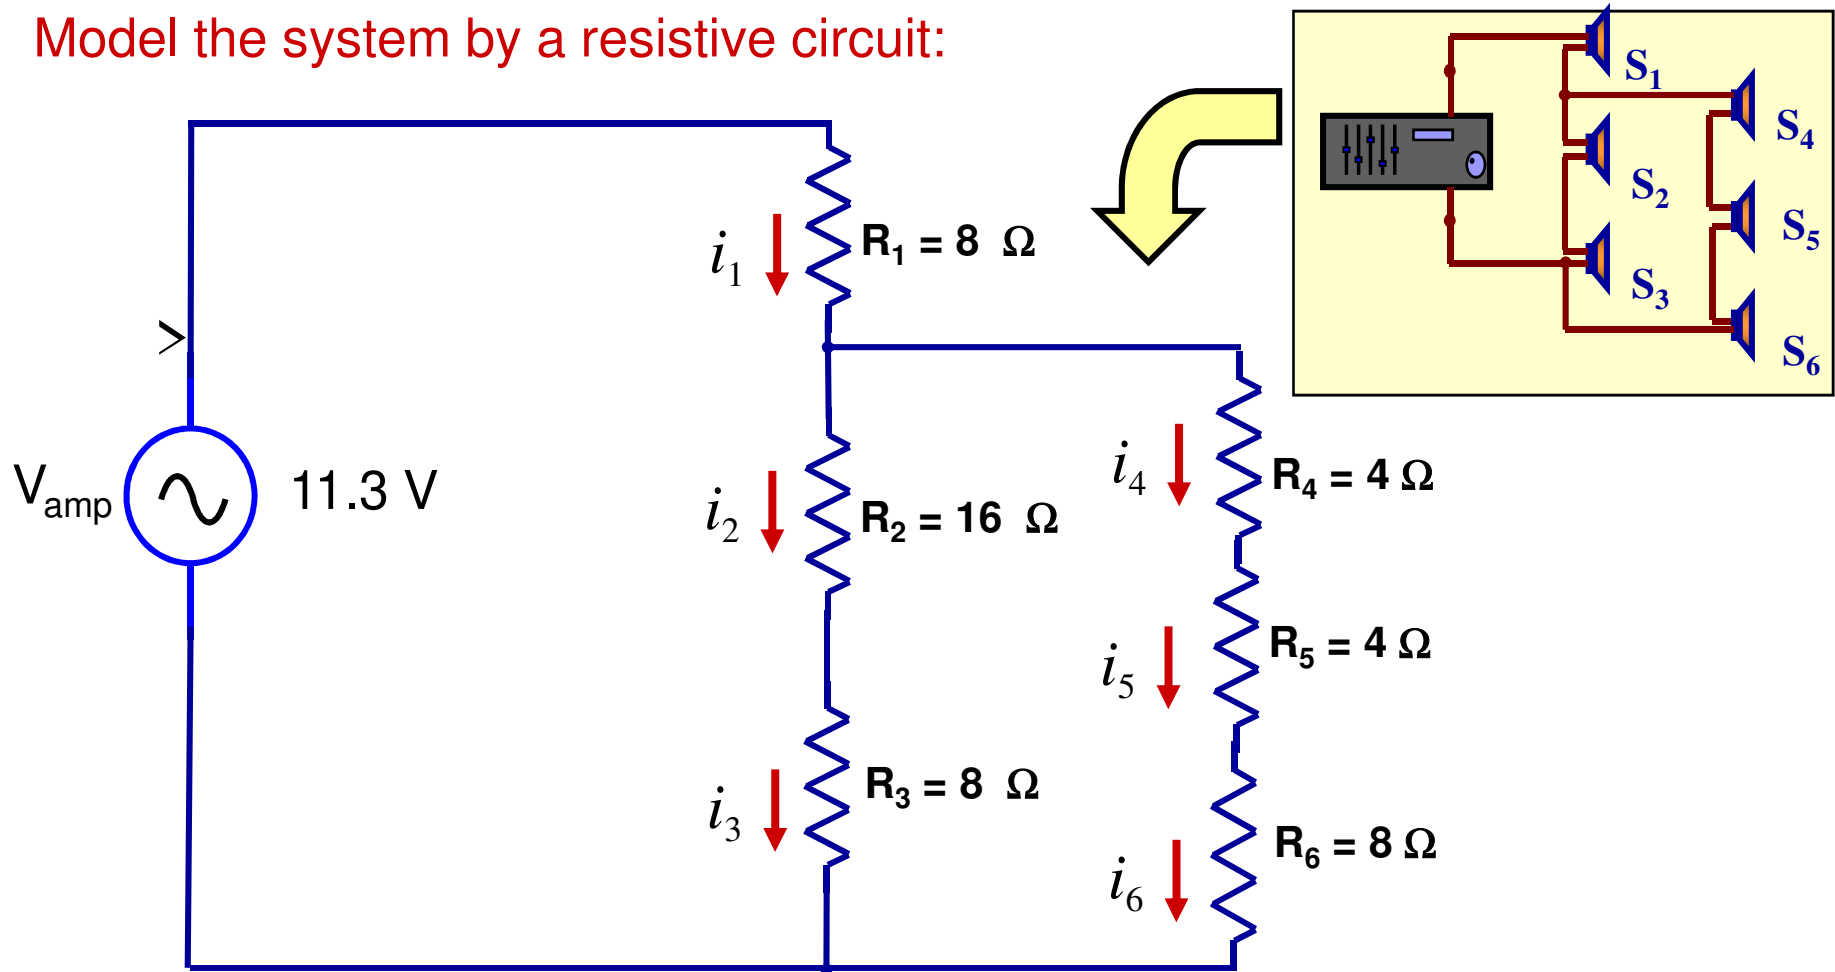 Model the system by a resistive circuit:
S₁
S₄
S₂
S₅
S₃
S₆
i₁
R₁ = 8 Ω
>
V_amp
11.3 V
i₂
R₂ = 16 Ω
i₃
R₃ = 8 Ω
i₄
R₄ = 4 Ω
i₅
R₅ = 4 Ω
i₆
R₆ = 8 Ω